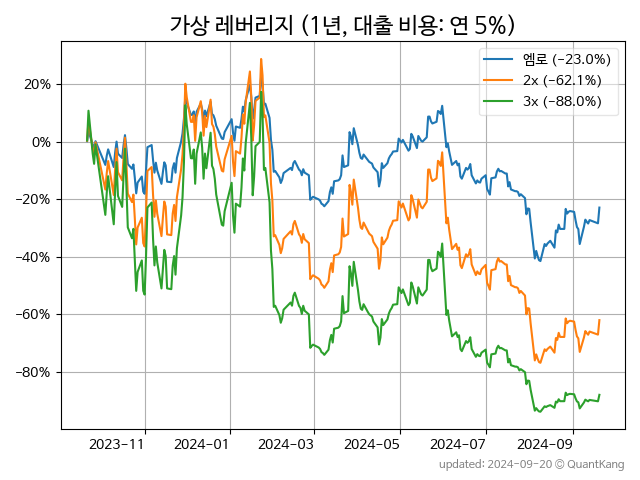 가상 레버리지 (1년, 대출 비용: 연 5%)
엠로 (-23.0%)
2x (-62.1%)
3x (-88.0%)
20%
0%
-20%
-40%
-60%
-80%
2023-11 2024-01 2024-03 2024-05 2024-07 2024-09
updated: 2024-09-20 © QuantKang